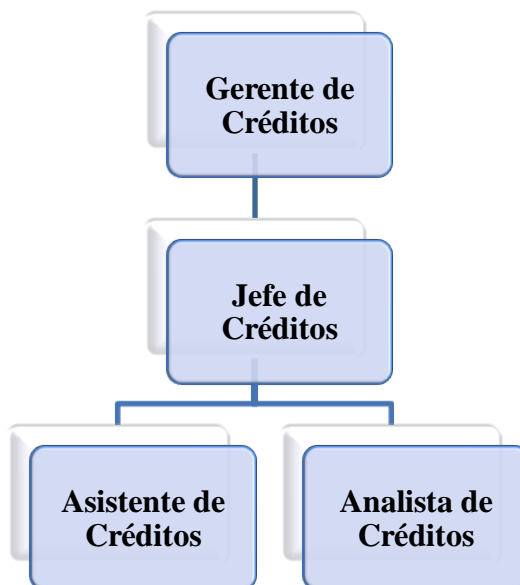 Gerente de
Créditos
Jefe de
Créditos
Asistente de
Créditos
Analista de
Créditos